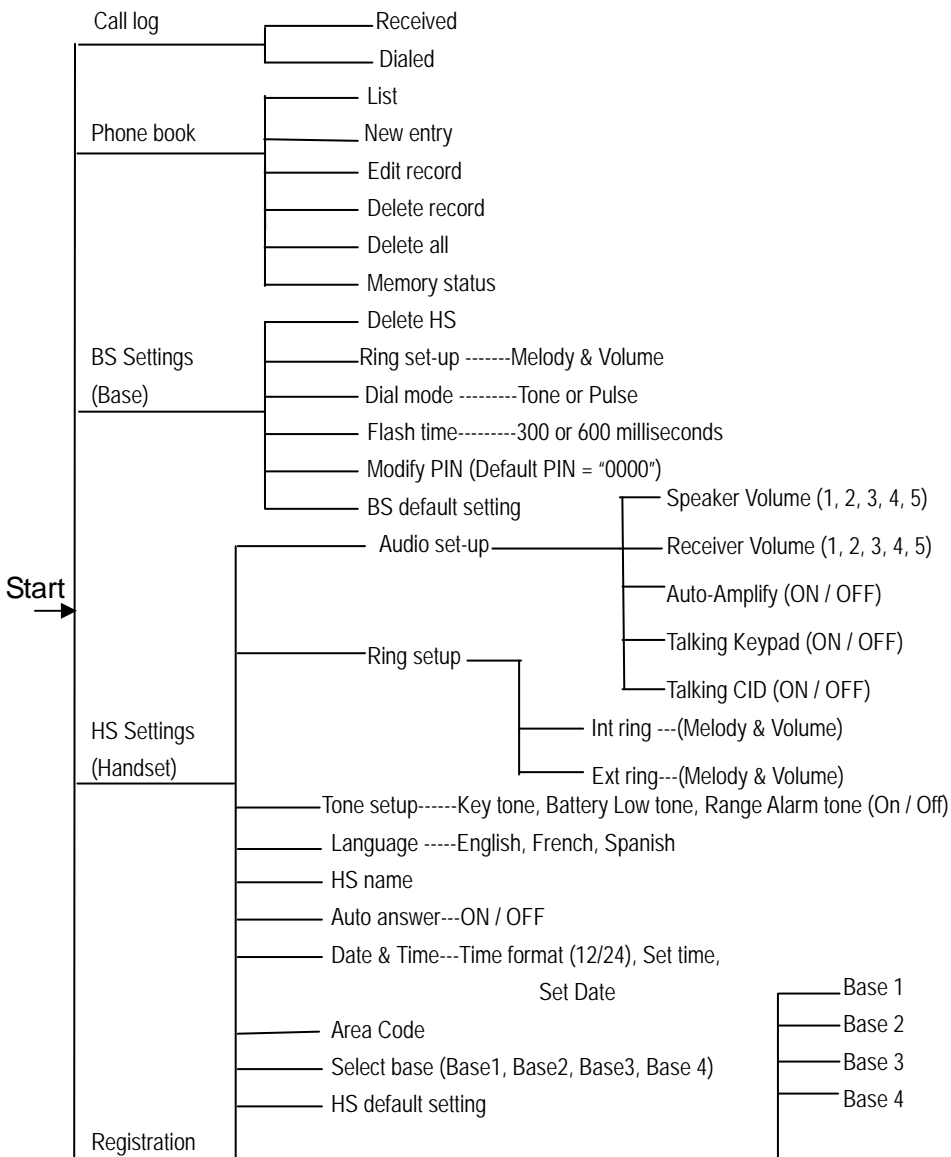 Call log
Received
Dialed
Phone book
List
New entry
Edit record
Delete record
Delete all
Memory status
BS Settings
(Base)
Delete HS
Ring set-up -------Melody & Volume
Dial mode ---------Tone or Pulse
Flash time---------300 or 600 milliseconds
Modify PIN (Default PIN = “0000”)
BS default setting
Start
HS Settings
(Handset)
Audio set-up
Speaker Volume (1, 2, 3, 4, 5)
Receiver Volume (1, 2, 3, 4, 5)
Auto-Amplify (ON / OFF)
Talking Keypad (ON / OFF)
Talking CID (ON / OFF)
Ring setup
Int ring ---(Melody & Volume)
Ext ring---(Melody & Volume)
Tone setup------Key tone, Battery Low tone, Range Alarm tone (On / Off)
Language -----English, French, Spanish
HS name
Auto answer---ON / OFF
Date & Time---Time format (12/24), Set time,
Set Date
Area Code
Select base (Base1, Base2, Base3, Base 4)
HS default setting
Registration
Base 1
Base 2
Base 3
Base 4